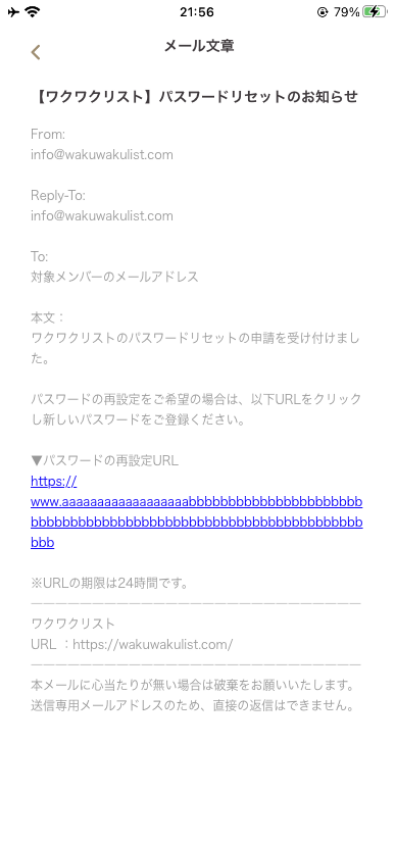 21:56
79%
メール文章
【ワクワクリスト】パスワードリセットのお知らせ
From:
info@wakuwakulist.com
Reply-To:
info@wakuwakulist.com
To:
対象メンバーのメールアドレス
本文：
ワクワクリストのパスワードリセットの申請を受け付けまし
た。
パスワードの再設定をご希望の場合は、以下URLをクリック
し新しいパスワードをご登録ください。
▼パスワードの再設定URL
https://
www.aaaaaaaaaaaaaaaaaabbbbbbbbbbbbbbbbbbbbbb
bbbbbbbbbbbbbbbbbbbbbbbbbbbbbbbbbbbbbbbbbb
bbb
※URLの期限は24時間です。
———————————————————————————
ワクワクリスト
URL ：https://wakuwakulist.com/
———————————————————————————
本メールに心当たりが無い場合は破棄をお願いいたします。
送信専用メールアドレスのため、直接の返信はできません。